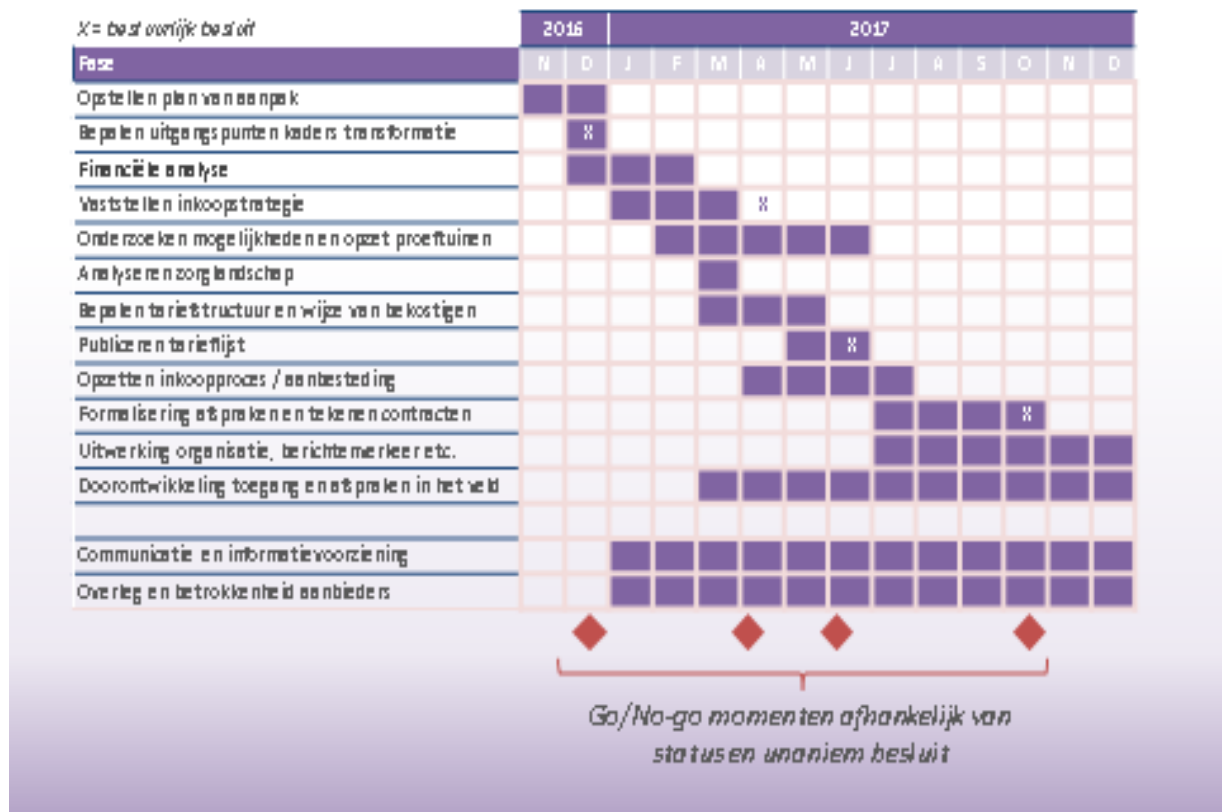 X = bestuurlijk besluit
2016 2017
Fase N D J F M A M J J A S O N D
Opstellen plan van aanpak
Bepalen uitgangspunten kaders transformatie X
Financiële analyse
Vaststellen inkoopstrategie X
Onderzoeken mogelijkheden en opzet proeftuinen
Analyseren zorglandschap
Bepalen tariefstructuur en wijze van bekostigen
Publiceren tarieflijst X
Opzetten inkoopproces / aanbesteding
Formalisering afspraken en tekenen contracten X
Uitwerking organisatie, berichtenverkeer etc.
Doorontwikkeling toegang en afspraken in het veld
Communicatie en informatievoorziening
Overleg en betrokkenheid aanbieders
Go/No-go momenten afhankelijk van
status en unaniem besluit